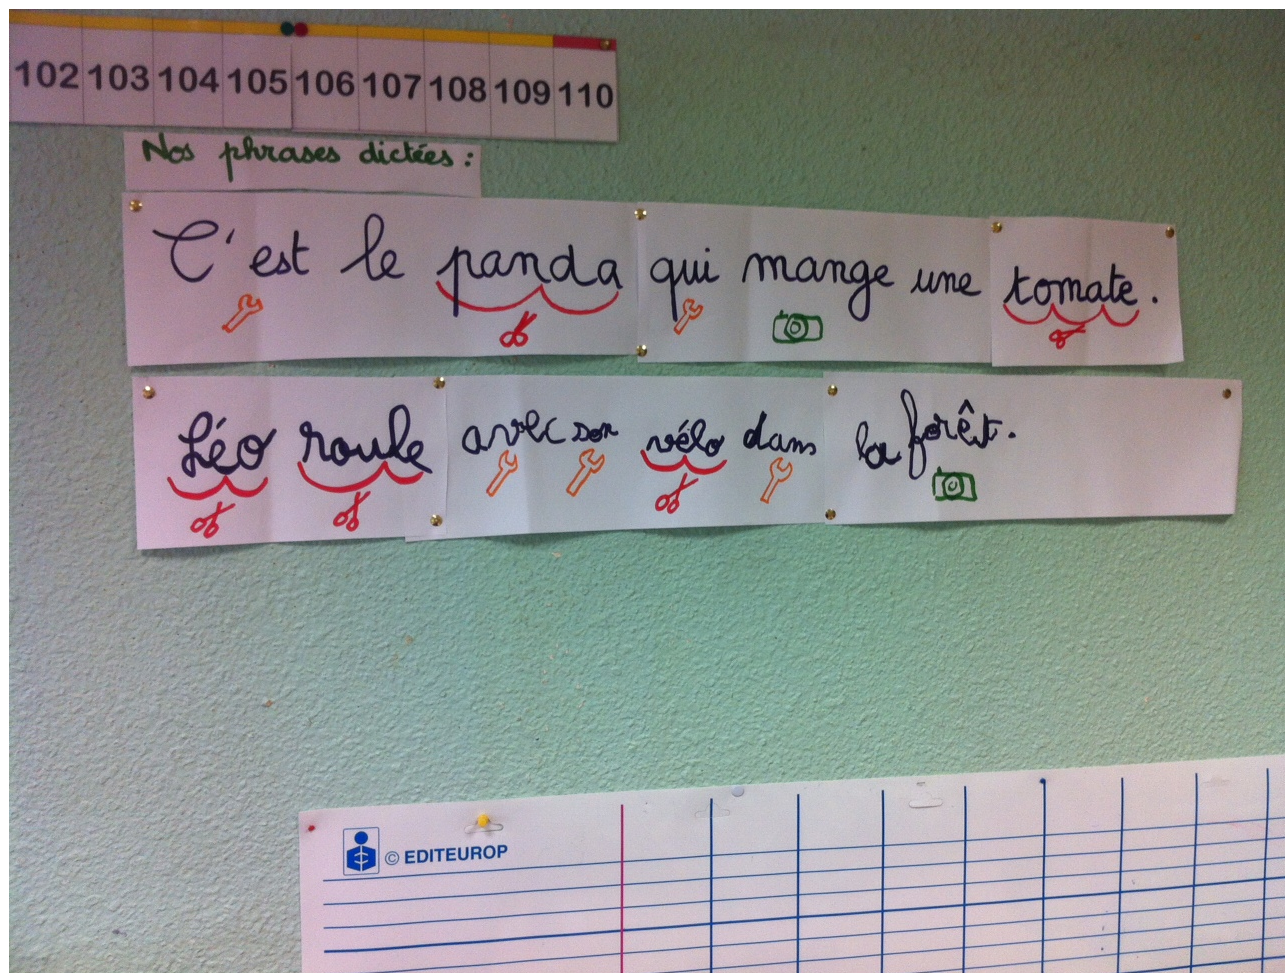 102 103 104 105 106 107 108 109 110
Nos phrases dictées :
C'est le panda qui mange une tomate.
Léo roule avec son vélo dans la forêt.
© EDITEUROP